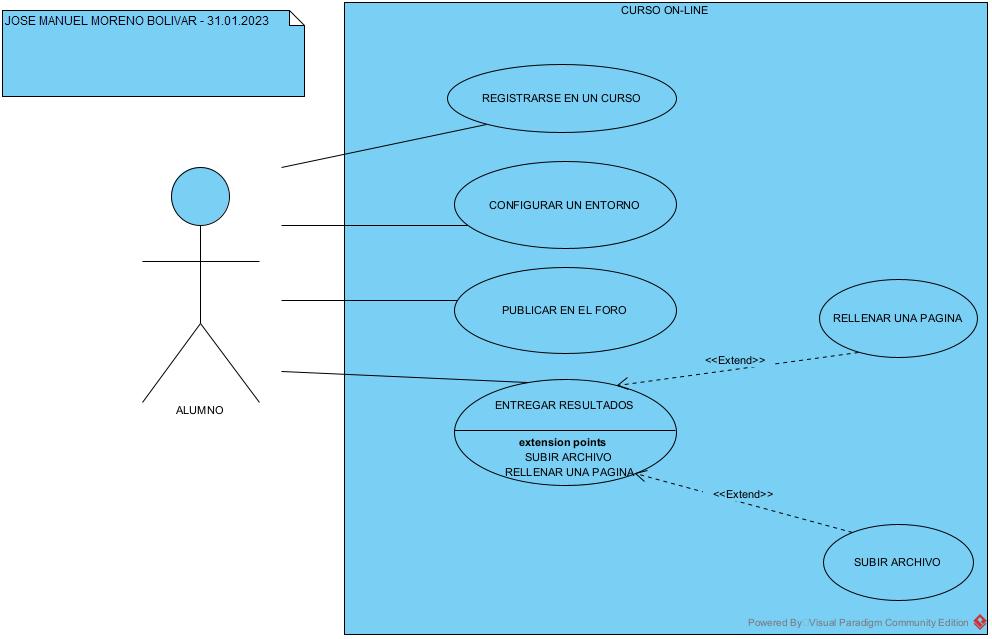 JOSE MANUEL MORENO BOLIVAR - 31.01.2023
CURSO ON-LINE
REGISTRARSE EN UN CURSO
CONFIGURAR UN ENTORNO
PUBLICAR EN EL FORO
RELLENAR UNA PAGINA
<<Extend>>
ENTREGAR RESULTADOS
ALUMNO
extension points
SUBIR ARCHIVO
RELLENAR UNA PAGINA
<<Extend>>
SUBIR ARCHIVO
Powered By Visual Paradigm Community Edition